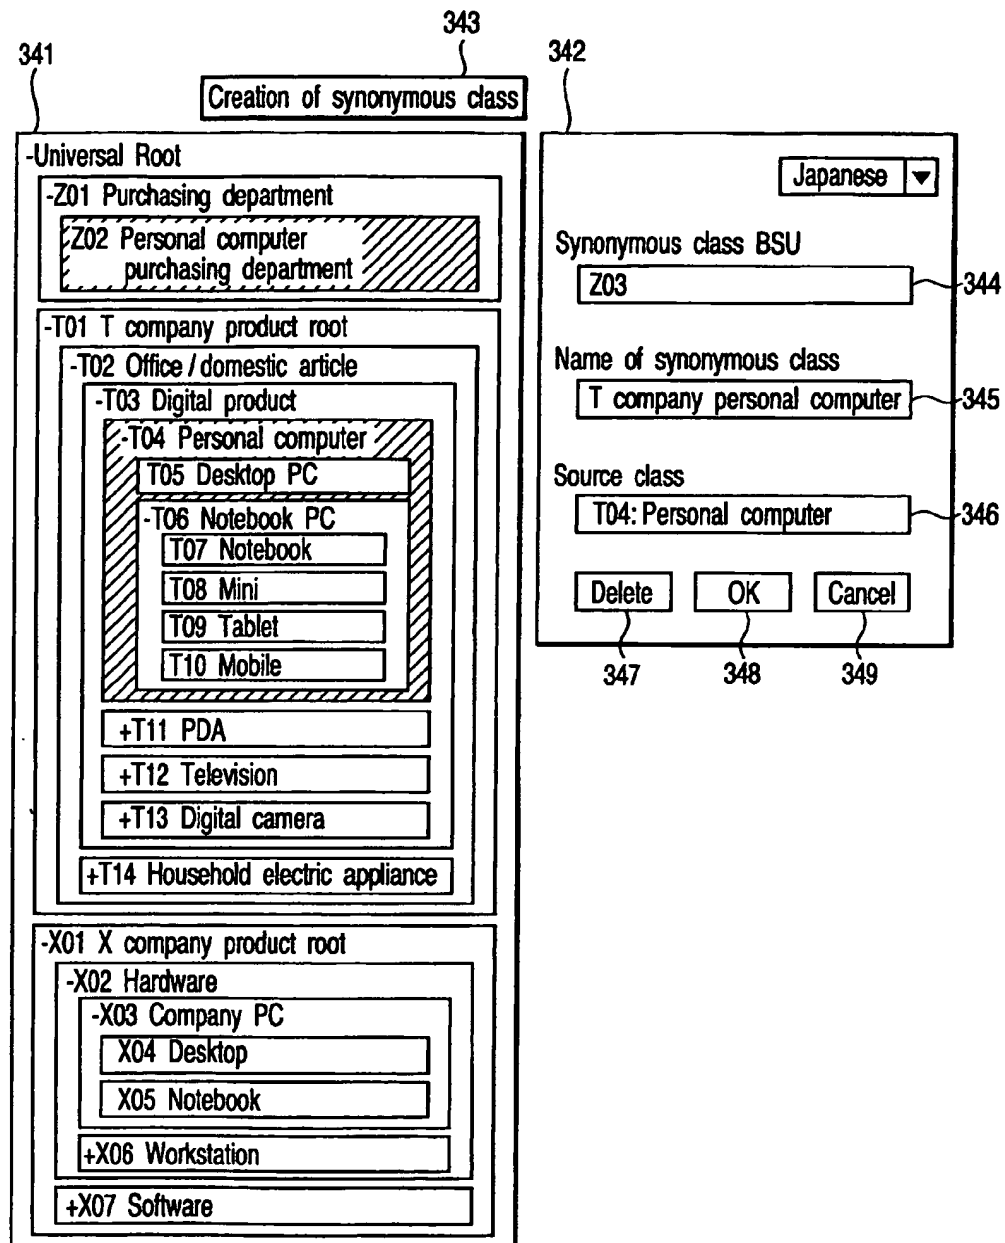 343
341
342
Creation of synonymous class
-Universal Root
-Z01 Purchasing department
Z02 Personal computer
purchasing department
-T01 T company product root
-T02 Office / domestic article
-T03 Digital product
-T04 Personal computer
T05 Desktop PC
-T06 Notebook PC
T07 Notebook
T08 Mini
T09 Tablet
T10 Mobile
+T11 PDA
+T12 Television
+T13 Digital camera
+T14 Household electric appliance
-X01 X company product root
-X02 Hardware
-X03 Company PC
X04 Desktop
X05 Notebook
+X06 Workstation
+X07 Software
Japanese
Synonymous class BSU
Z03
344
Name of synonymous class
T company personal computer
345
Source class
T04: Personal computer
346
Delete
OK
Cancel
347
348
349